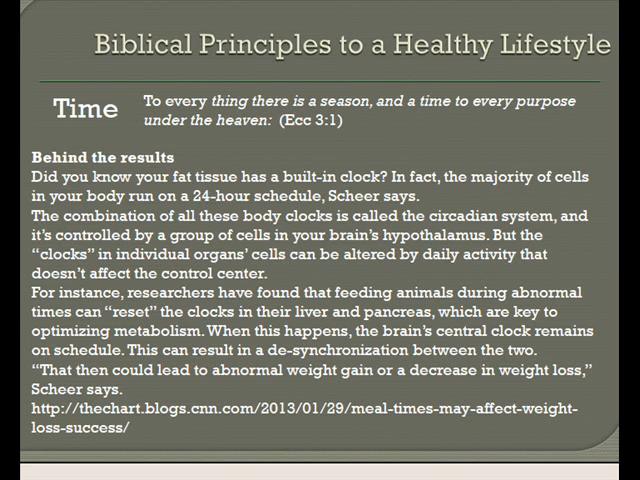 Biblical Principles to a Healthy Lifestyle
Time
To every thing there is a season, and a time to every purpose
under the heaven: (Ecc 3:1)
Behind the results
Did you know your fat tissue has a built-in clock? In fact, the majority of cells
in your body run on a 24-hour schedule, Scheer says.
The combination of all these body clocks is called the circadian system, and
it's controlled by a group of cells in your brain's hypothalamus. But the
“clocks” in individual organs’ cells can be altered by daily activity that
doesn't affect the control center.
For instance, researchers have found that feeding animals during abnormal
times can “reset” the clocks in their liver and pancreas, which are key to
optimizing metabolism. When this happens, the brain's central clock remains
on schedule. This can result in a de-synchronization between the two.
“That then could lead to abnormal weight gain or a decrease in weight loss,”
Scheer says.
http://thechart.blogs.cnn.com/2013/01/29/meal-times-may-affect-weight-
loss-success/